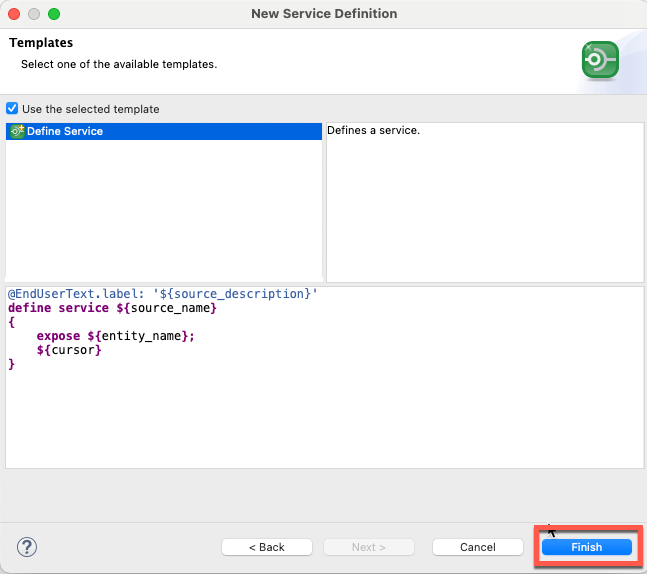 New Service Definition
Templates
Select one of the available templates.
Use the selected template
Define Service
Defines a service.
@EndUserText.label: '${source_description}'
define service ${source_name}
{
    expose ${entity_name};
    ${cursor}
}
?
< Back
Next >
Cancel
Finish